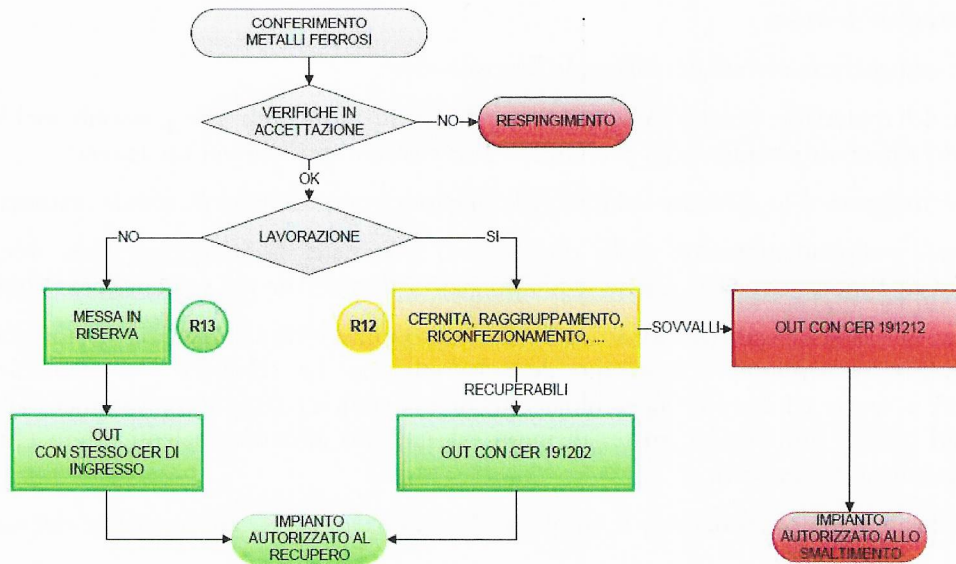 CONFERIMENTO
METALLI FERROSI
VERIFICHE IN
ACCETTAZIONE
NO
RESPINGIMENTO
OK
LAVORAZIONE
NO
SI
MESSA IN
RISERVA
R13
R12
CERNITA, RAGGRUPPAMENTO,
RICONFEZIONAMENTO, ...
SOVVALLI
OUT CON CER 191212
RECUPERABILI
OUT
CON STESSO CER DI
INGRESSO
OUT CON CER 191202
IMPIANTO
AUTORIZZATO AL
RECUPERO
IMPIANTO
AUTORIZZATO ALLO
SMALTIMENTO